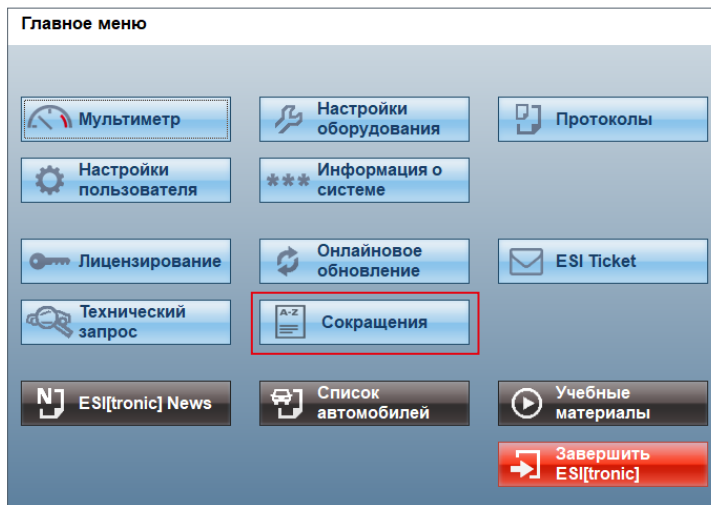 Главное меню
Мультиметр
Настройки
оборудования
Протоколы
Настройки
пользователя
***
Информация о
системе
Лицензирование
Онлайновое
обновление
ESI Ticket
Технический
запрос
A-Z
Сокращения
N
ESI[tronic] News
Список
автомобилей
Учебные
материалы
Завершить
ESI[tronic]